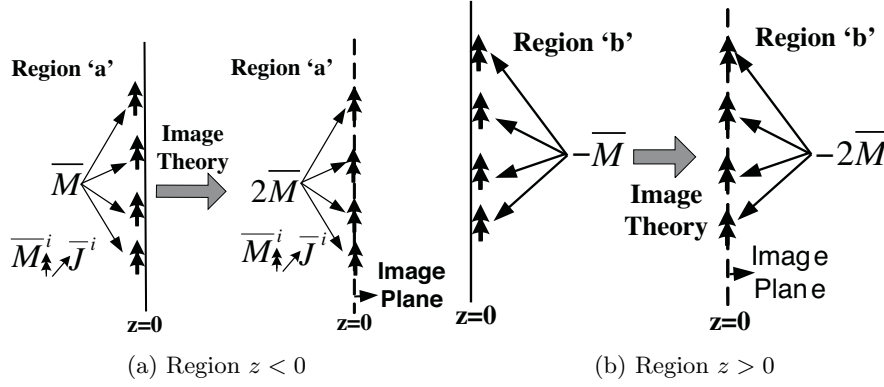 Region ‘a’
Image
Theory
M̅
M̅ⁱ J̅ⁱ
z=0
Region ‘a’
2M̅
M̅ⁱ J̅ⁱ
Image
Plane
z=0
(a) Region z < 0
Region ‘b’
−M̅
Image
Theory
z=0
Region ‘b’
−2M̅
Image
Plane
z=0
(b) Region z > 0